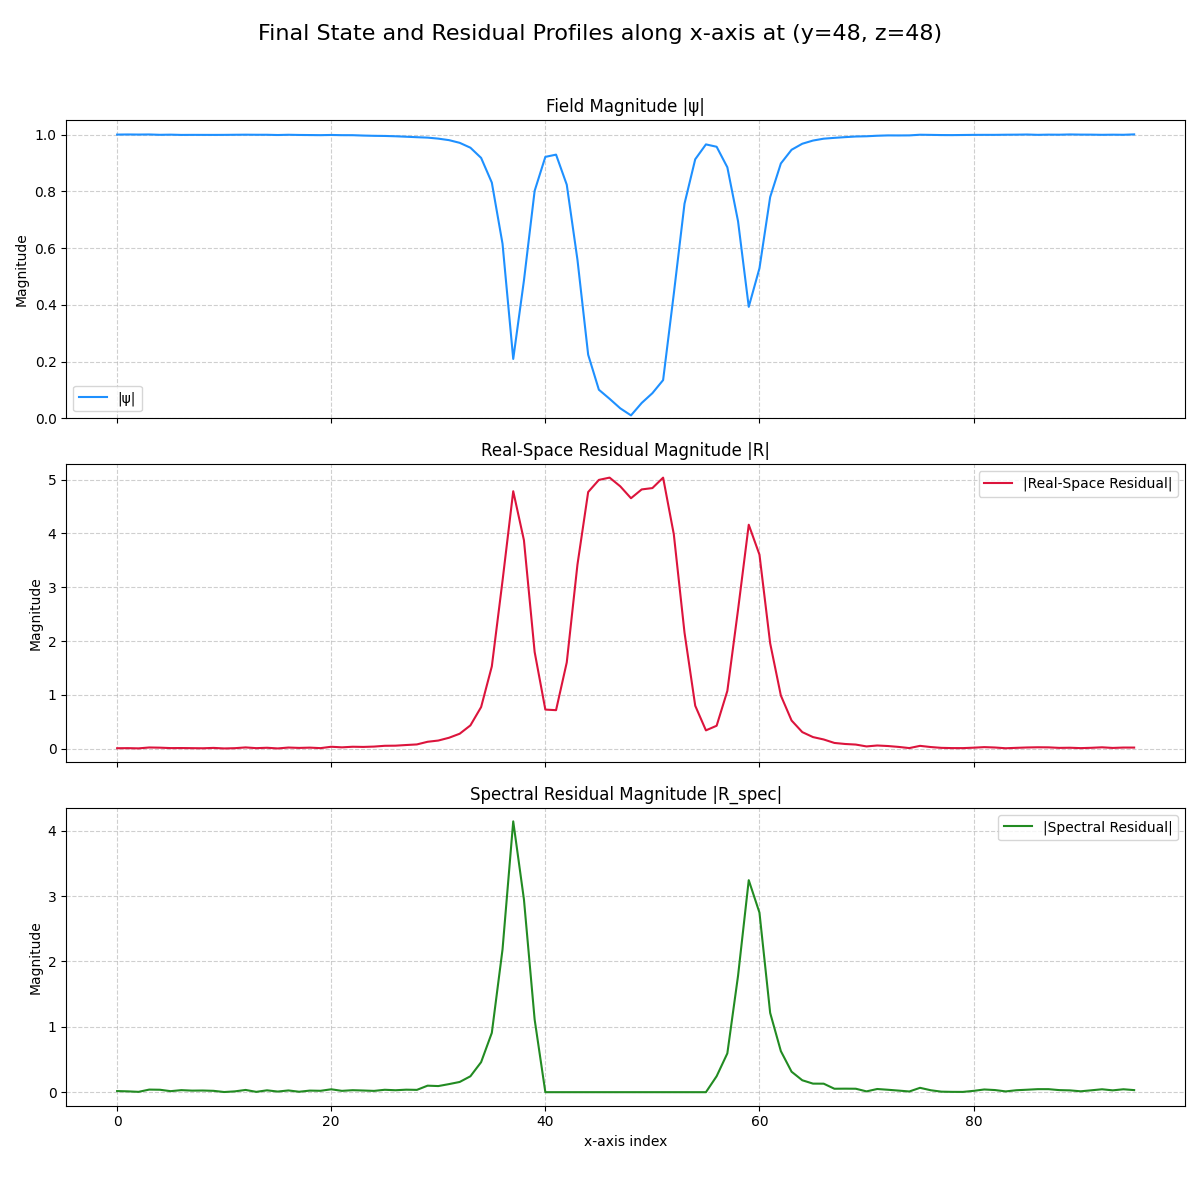 Final State and Residual Profiles along x-axis at (y=48, z=48)
Field Magnitude |ψ|
1.0
0.8
0.6
0.4
0.2
0.0
Magnitude
|ψ|
Real-Space Residual Magnitude |R|
5
4
3
2
1
0
Magnitude
|Real-Space Residual|
Spectral Residual Magnitude |R_spec|
4
3
2
1
0
Magnitude
|Spectral Residual|
0 20 40 60 80
x-axis index